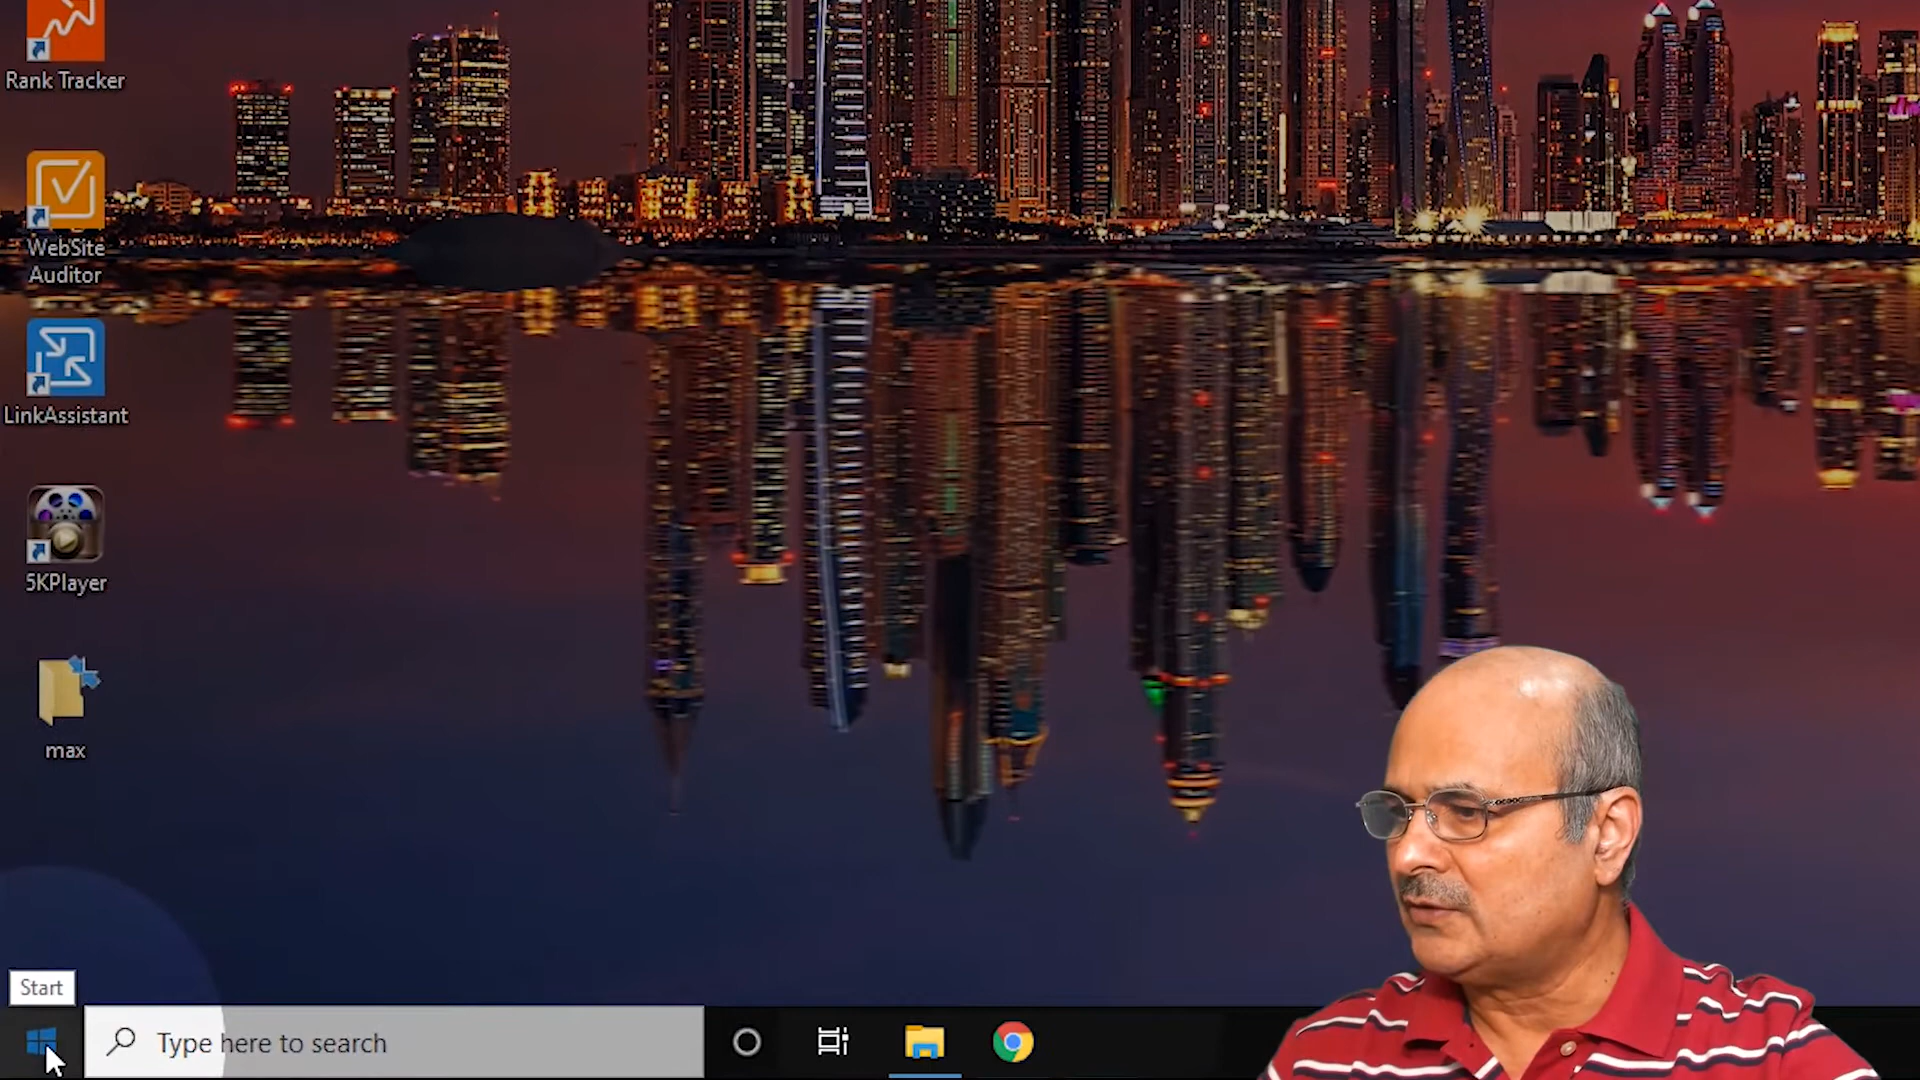 Rank Tracker
WebSite
Auditor
LinkAssistant
5KPlayer
max
Start
Type here to search